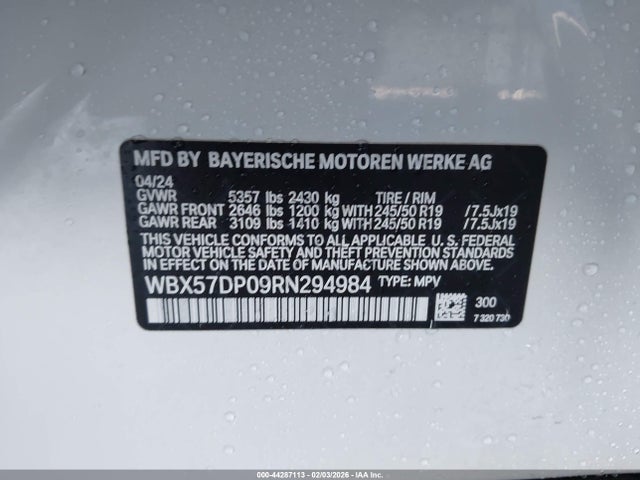 MFD BY BAYERISCHE MOTOREN WERKE AG
04/24
GVWR 5357 lbs 2430 kg TIRE / RIM
GAWR FRONT 2646 lbs 1200 kg WITH 245/50 R19 /7.5Jx19
GAWR REAR 3109 lbs 1410 kg WITH 245/50 R19 /7.5Jx19
THIS VEHICLE CONFORMS TO ALL APPLICABLE U. S. FEDERAL
MOTOR VEHICLE SAFETY, BUMPER, AND THEFT PREVENTION
STANDARDS IN EFFECT ON THE DATE OF MANUFACTURE SHOWN ABOVE.
WBX57DP09RN294984 TYPE: MPV
300
7 320 730
000-44287113 - 02/03/2026 - IAAI.com